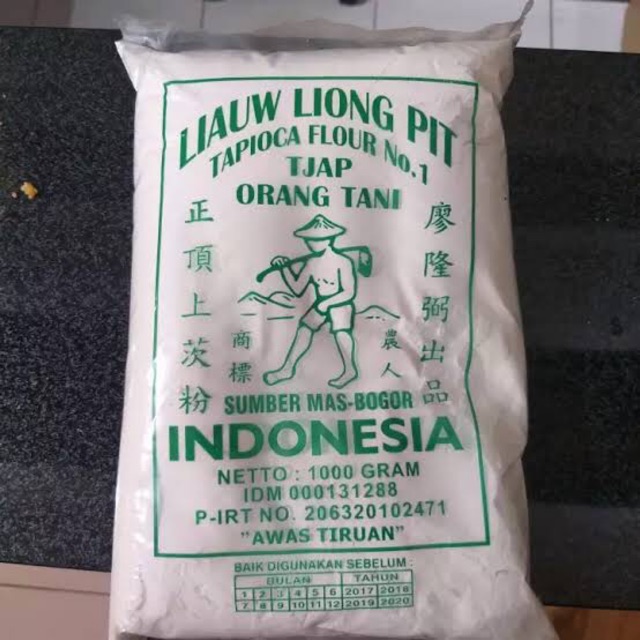 LIAUW LIONG PIT
TAPIOCA FLOUR No.1
TJAP
ORANG TANI
正頂上茨粉
廖隆弼出品
商標
農人
SUMBER MAS-BOGOR
INDONESIA
NETTO : 1000 GRAM
IDM 000131288
P-IRT NO. 206320102471
"AWAS TIRUAN"
BAIK DIGUNAKAN SEBELUM :
BULAN TAHUN
1 2 3 4 5 6 2017 2018
7 8 9 10 11 12 2019 2020